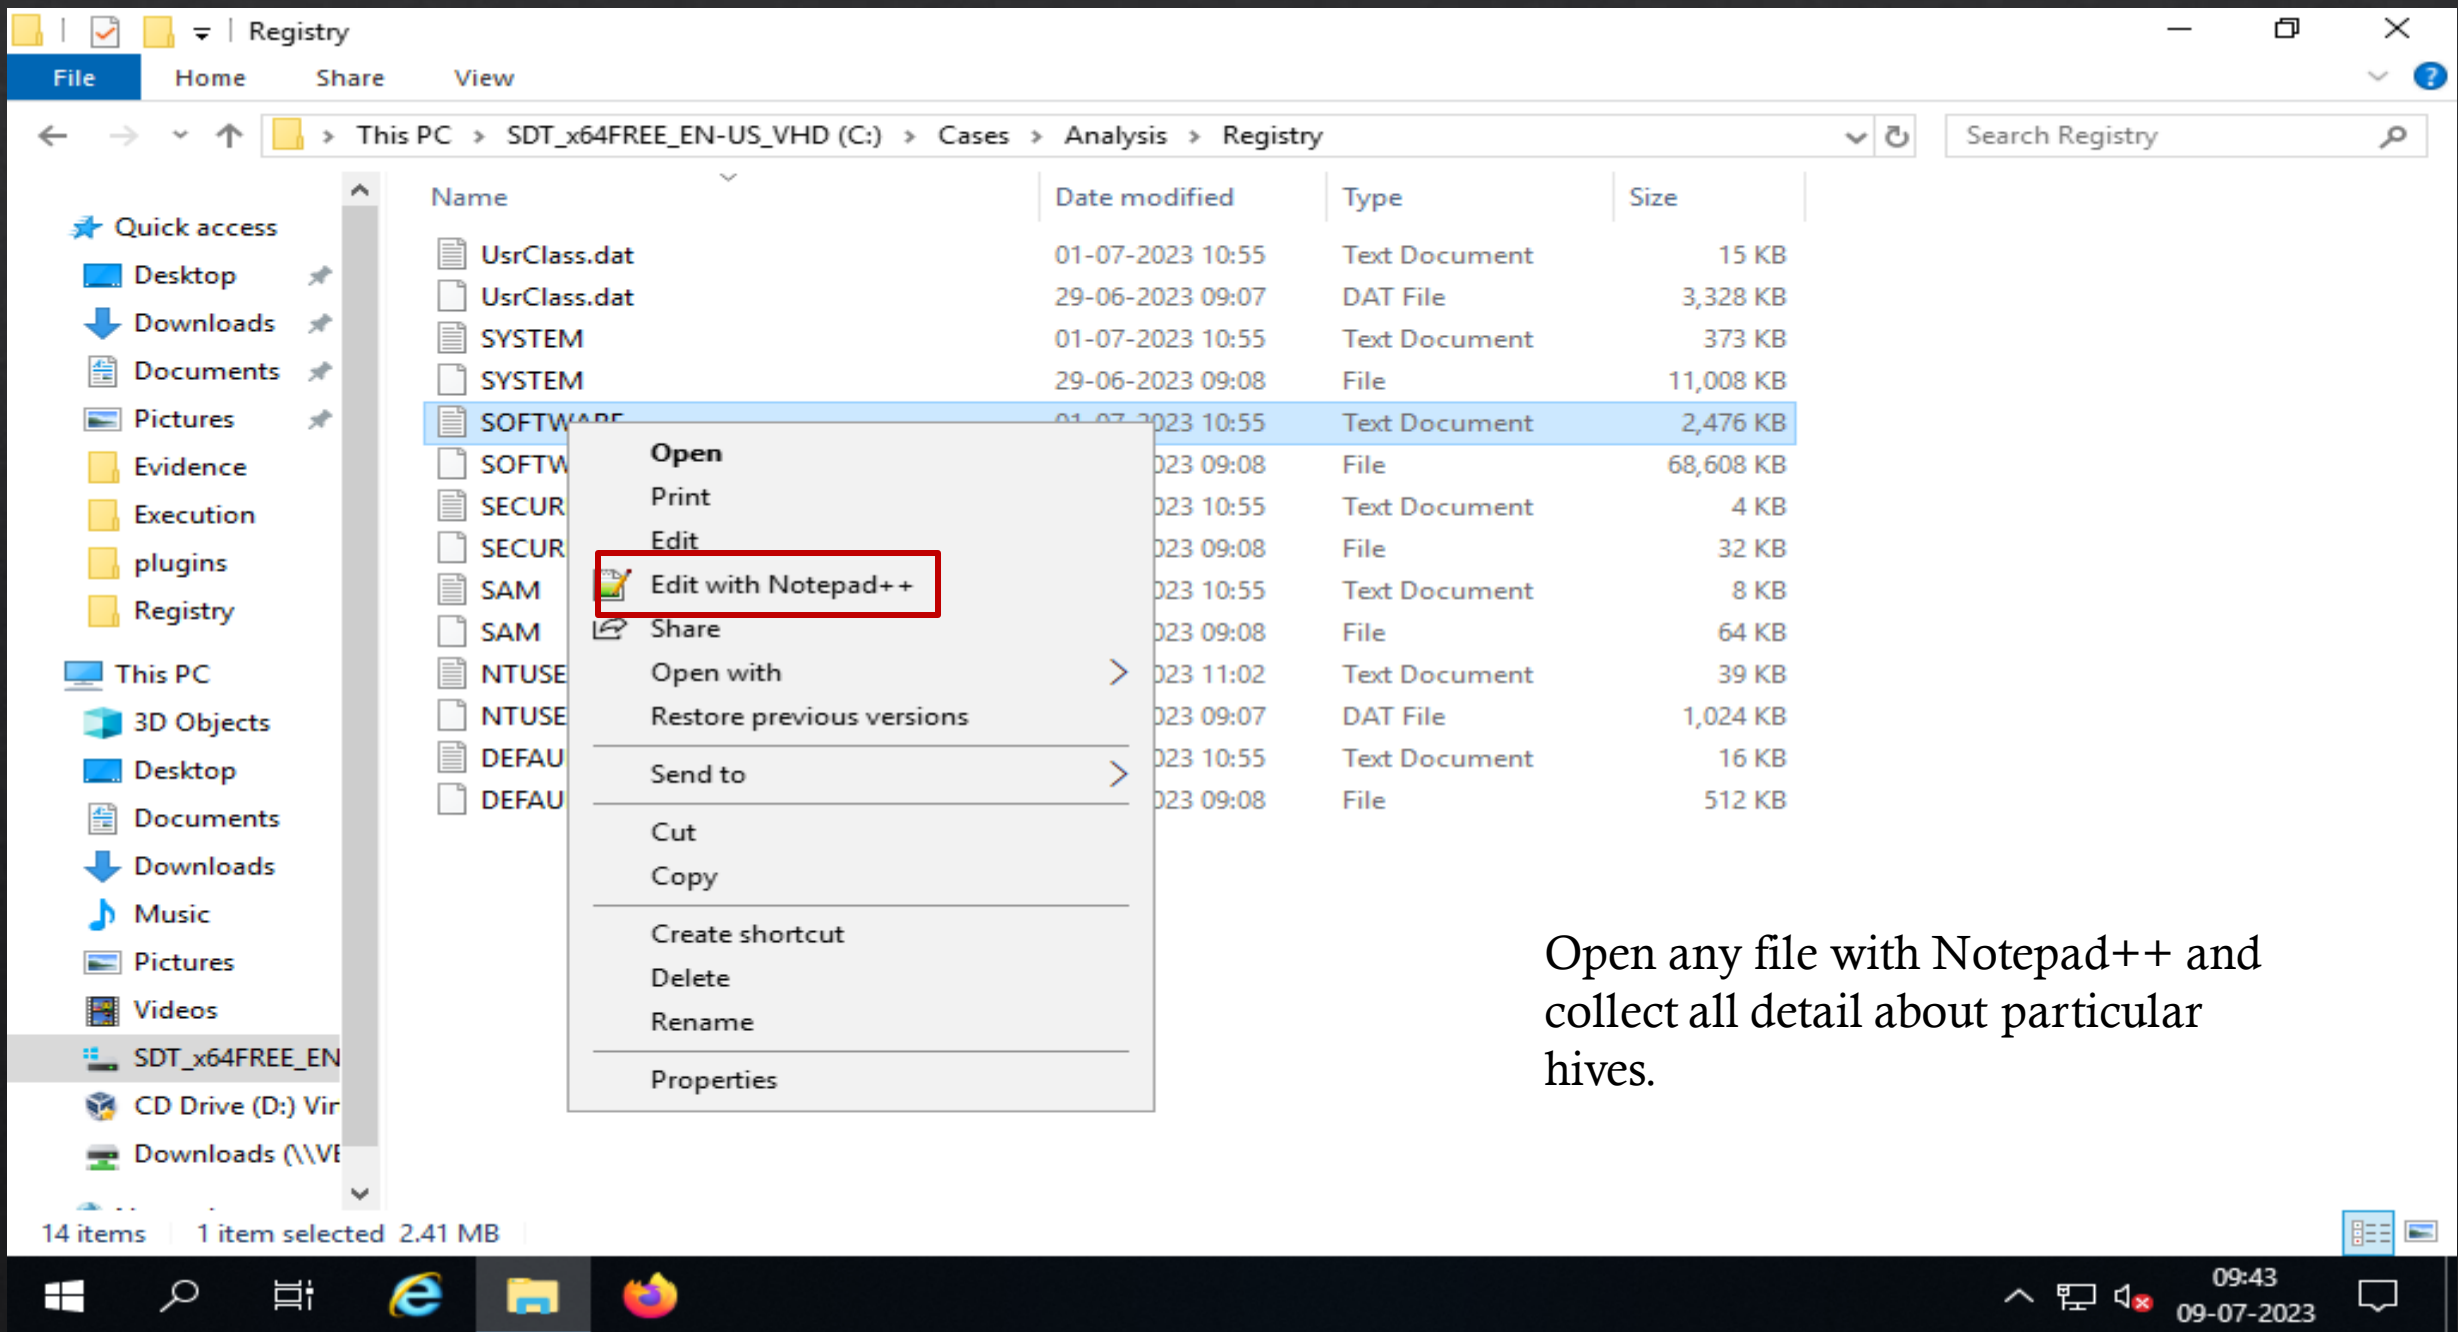 Registry
File Home Share View
This PC > SDT_x64FREE_EN-US_VHD (C:) > Cases > Analysis > Registry
Search Registry
Name Date modified Type Size
Quick access
Desktop
Downloads
Documents
Pictures
Evidence
Execution
plugins
Registry
This PC
3D Objects
Desktop
Documents
Downloads
Music
Pictures
Videos
SDT_x64FREE_EN
CD Drive (D:) Vir
Downloads (\\VE
UsrClass.dat 01-07-2023 10:55 Text Document 15 KB
UsrClass.dat 29-06-2023 09:07 DAT File 3,328 KB
SYSTEM 01-07-2023 10:55 Text Document 373 KB
SYSTEM 29-06-2023 09:08 File 11,008 KB
SOFTWARE 01-07-2023 10:55 Text Document 2,476 KB
SOFTW 023 09:08 File 68,608 KB
SECUR 023 10:55 Text Document 4 KB
SECUR 023 09:08 File 32 KB
SAM 023 10:55 Text Document 8 KB
SAM 023 09:08 File 64 KB
NTUSE 023 11:02 Text Document 39 KB
NTUSE 023 09:07 DAT File 1,024 KB
DEFAU 023 10:55 Text Document 16 KB
DEFAU 023 09:08 File 512 KB
Open
Print
Edit
Edit with Notepad++
Share
Open with
Restore previous versions
Send to
Cut
Copy
Create shortcut
Delete
Rename
Properties
Open any file with Notepad++ and
collect all detail about particular
hives.
14 items 1 item selected 2.41 MB
09:43
09-07-2023